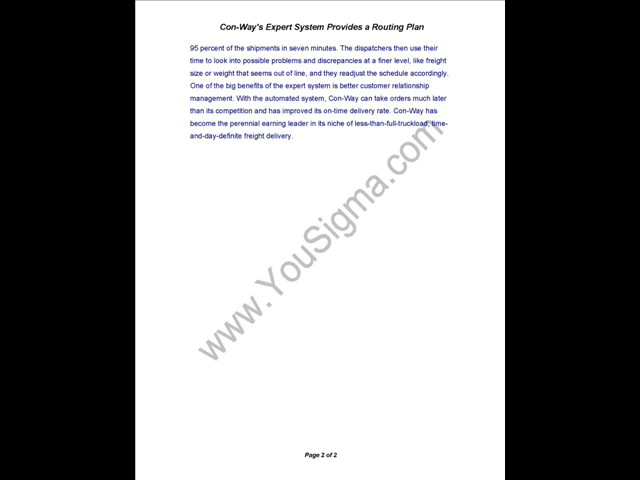 Con-Way's Expert System Provides a Routing Plan
95 percent of the shipments in seven minutes. The dispatchers then use their
time to look into possible problems and discrepancies at a finer level, like freight
size or weight that seems out of line, and they readjust the schedule accordingly.
One of the big benefits of the expert system is better customer relationship
management. With the automated system, Con-Way can take orders much later
than its competition and has improved its on-time delivery rate. Con-Way has
become the perennial earning leader in its niche of less-than-full-truckload, time-
and-day-definite freight delivery.
www.YouSigma.com
Page 2 of 2